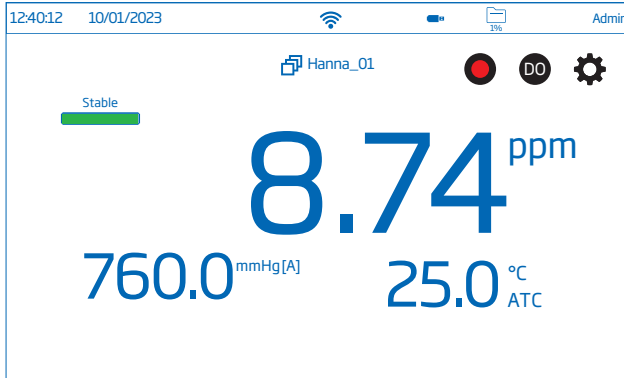 12:40:12 10/01/2023 Admin
1%
Hanna_01 DO
Stable
8.74 ppm
760.0 mmHg[A] 25.0 °C
ATC